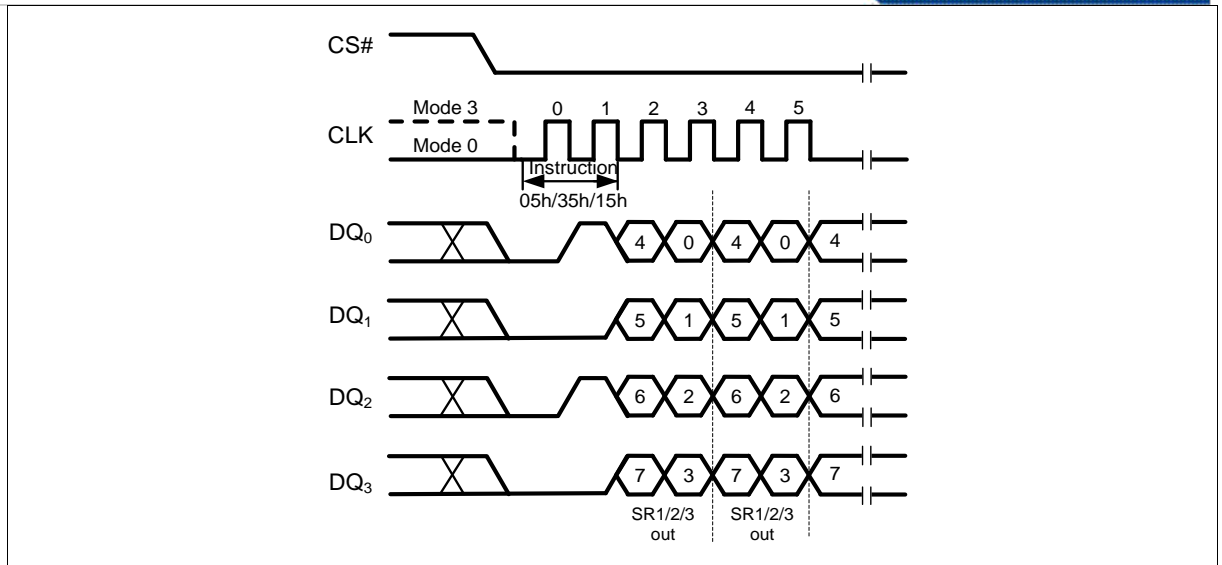 CS#
Mode 3
0 1 2 3 4 5
CLK
Mode 0
Instruction
05h/35h/15h
DQ0
4 0 4 0 4
DQ1
5 1 5 1 5
DQ2
6 2 6 2 6
DQ3
7 3 7 3 7
SR1/2/3 SR1/2/3
out out